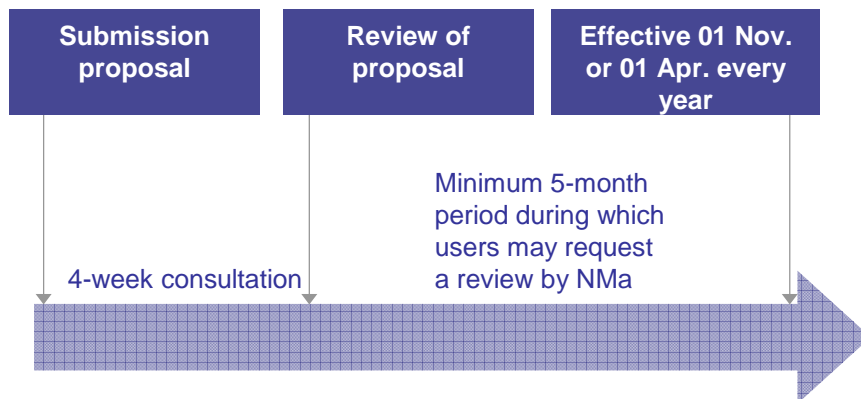 Submission
proposal
Review of
proposal
Effective 01 Nov.
or 01 Apr. every
year
Minimum 5-month
period during which
users may request
a review by NMa
4-week consultation